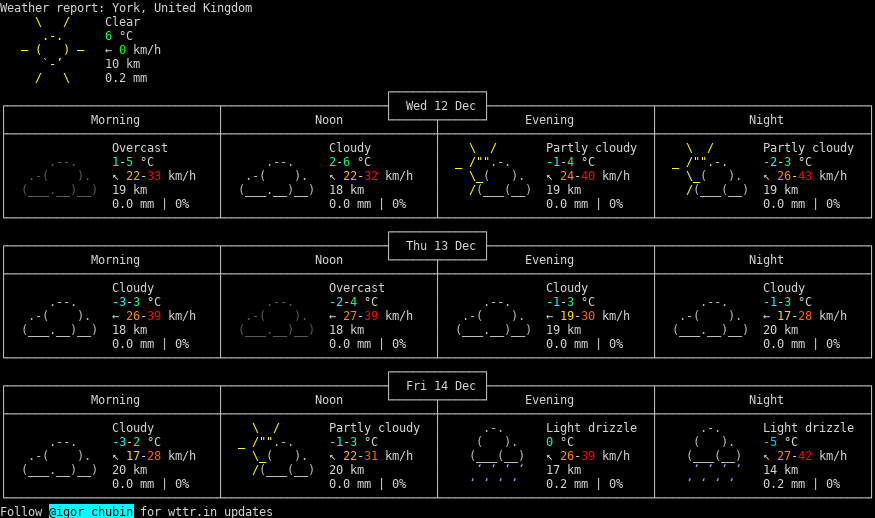 Weather report: York, United Kingdom
Clear
6 °C
← 0 km/h
10 km
0.2 mm
Wed 12 Dec
Morning Noon Evening Night
Overcast Cloudy Partly cloudy Partly cloudy
1-5 °C 2-6 °C -1-4 °C -2-3 °C
↖ 22-33 km/h ↖ 22-32 km/h ↖ 24-40 km/h ↖ 26-43 km/h
19 km 18 km 19 km 19 km
0.0 mm | 0% 0.0 mm | 0% 0.0 mm | 0% 0.0 mm | 0%
Thu 13 Dec
Morning Noon Evening Night
Cloudy Overcast Cloudy Cloudy
-3-3 °C -2-4 °C -1-3 °C -1-3 °C
← 26-39 km/h ← 27-39 km/h ← 19-30 km/h ← 17-28 km/h
18 km 18 km 19 km 20 km
0.0 mm | 0% 0.0 mm | 0% 0.0 mm | 0% 0.0 mm | 0%
Fri 14 Dec
Morning Noon Evening Night
Cloudy Partly cloudy Light drizzle Light drizzle
-3-2 °C -1-3 °C 0 °C -5 °C
↖ 17-28 km/h ↖ 22-31 km/h ↖ 26-39 km/h ↖ 27-42 km/h
20 km 20 km 17 km 14 km
0.0 mm | 0% 0.0 mm | 0% 0.2 mm | 0% 0.2 mm | 0%
Follow @igor_chubin for wttr.in updates